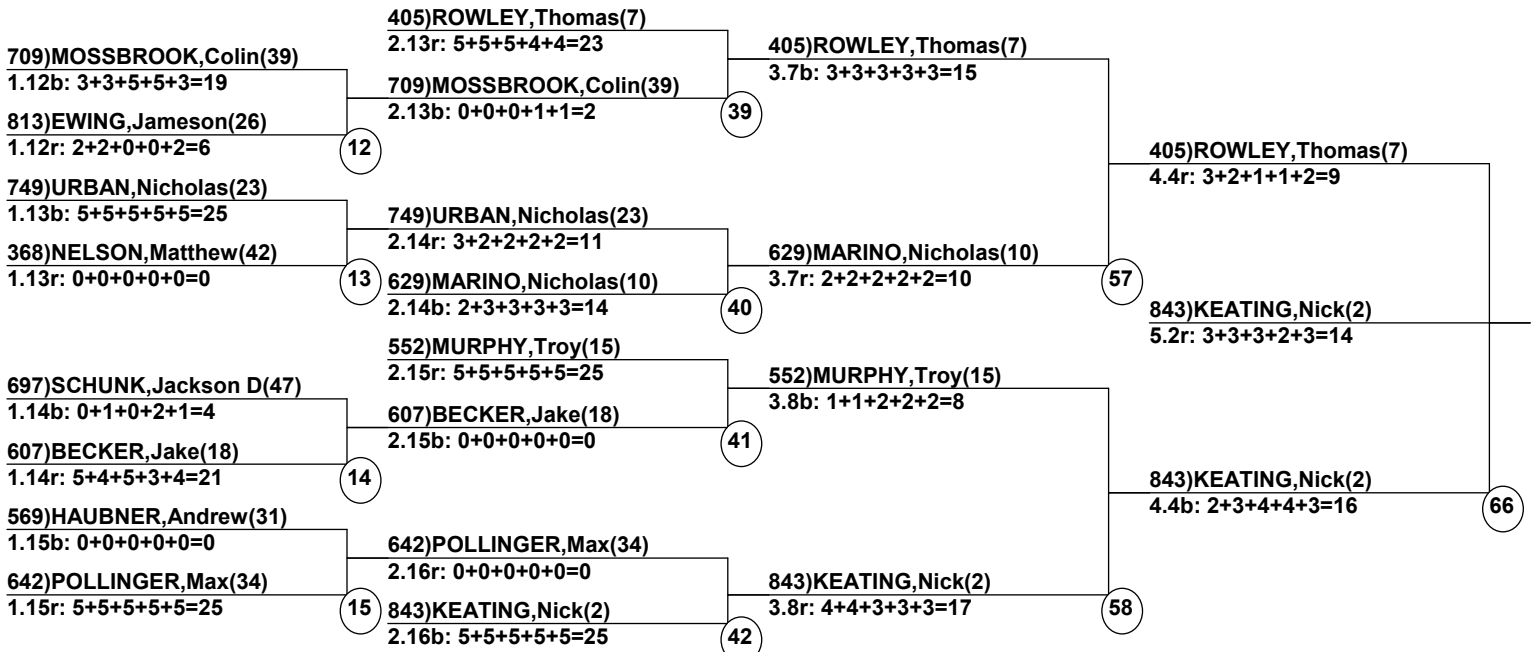 405)ROWLEY,Thomas(7)
2.13r: 5+5+5+4+4=23
709)MOSSBROOK,Colin(39)
1.12b: 3+3+5+5+3=19
813)EWING,Jameson(26)
1.12r: 2+2+0+0+2=6
12
709)MOSSBROOK,Colin(39)
2.13b: 0+0+0+1+1=2
39
405)ROWLEY,Thomas(7)
3.7b: 3+3+3+3+3=15
749)URBAN,Nicholas(23)
1.13b: 5+5+5+5+5=25
368)NELSON,Matthew(42)
1.13r: 0+0+0+0+0=0
13
749)URBAN,Nicholas(23)
2.14r: 3+2+2+2+2=11
629)MARINO,Nicholas(10)
2.14b: 2+3+3+3+3=14
40
629)MARINO,Nicholas(10)
3.7r: 2+2+2+2+2=10
57
405)ROWLEY,Thomas(7)
4.4r: 3+2+1+1+2=9
843)KEATING,Nick(2)
5.2r: 3+3+3+2+3=14
552)MURPHY,Troy(15)
2.15r: 5+5+5+5+5=25
697)SCHUNK,Jackson D(47)
1.14b: 0+1+0+2+1=4
607)BECKER,Jake(18)
1.14r: 5+4+5+3+4=21
14
607)BECKER,Jake(18)
2.15b: 0+0+0+0+0=0
41
552)MURPHY,Troy(15)
3.8b: 1+1+2+2+2=8
569)HAUBNER,Andrew(31)
1.15b: 0+0+0+0+0=0
642)POLLINGER,Max(34)
1.15r: 5+5+5+5+5=25
15
642)POLLINGER,Max(34)
2.16r: 0+0+0+0+0=0
843)KEATING,Nick(2)
2.16b: 5+5+5+5+5=25
42
843)KEATING,Nick(2)
3.8r: 4+4+3+3+3=17
58
843)KEATING,Nick(2)
4.4b: 2+3+4+4+3=16
66